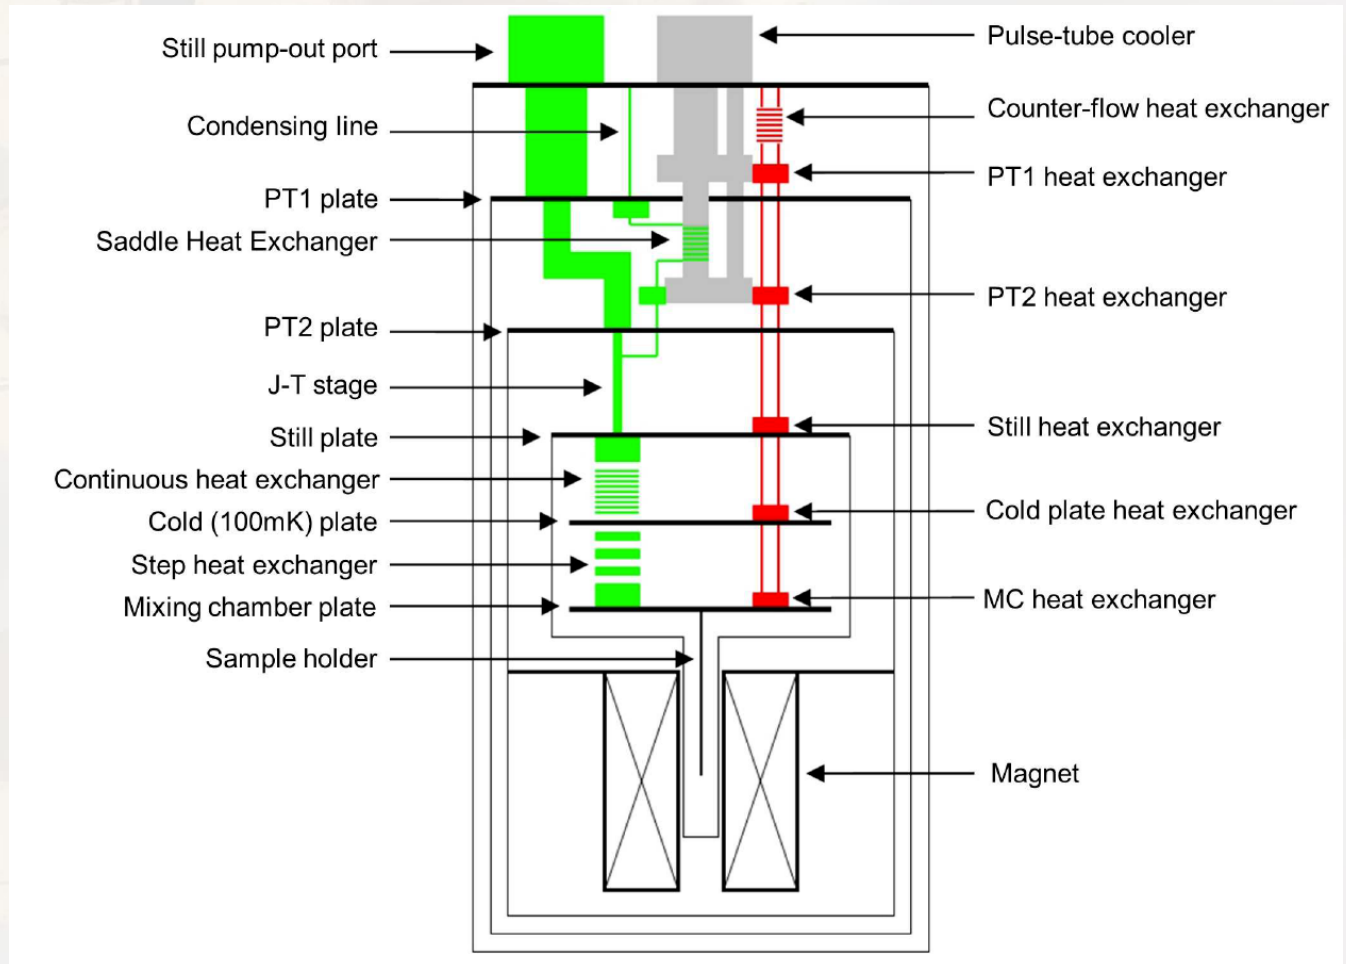 Still pump-out port
Condensing line
PT1 plate
Saddle Heat Exchanger
PT2 plate
J-T stage
Still plate
Continuous heat exchanger
Cold (100mK) plate
Step heat exchanger
Mixing chamber plate
Sample holder
Pulse-tube cooler
Counter-flow heat exchanger
PT1 heat exchanger
PT2 heat exchanger
Still heat exchanger
Cold plate heat exchanger
MC heat exchanger
Magnet